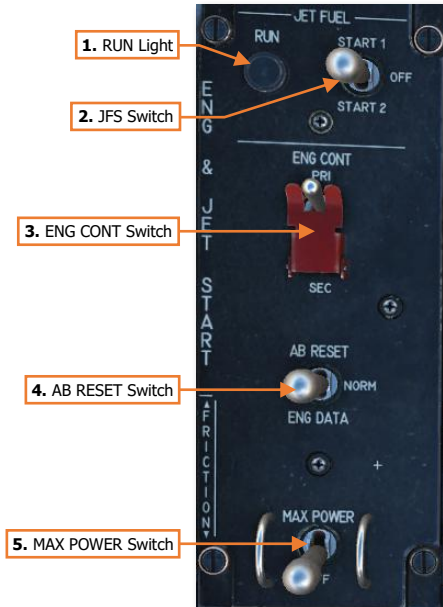 JET FUEL
RUN
START 1
1. RUN Light
OFF
2. JFS Switch
START 2
ENG & JET START
ENG CONT
PRI
3. ENG CONT Switch
SEC
AB RESET
4. AB RESET Switch
NORM
ENG DATA
FRICTION
MAX POWER
5. MAX POWER Switch
F